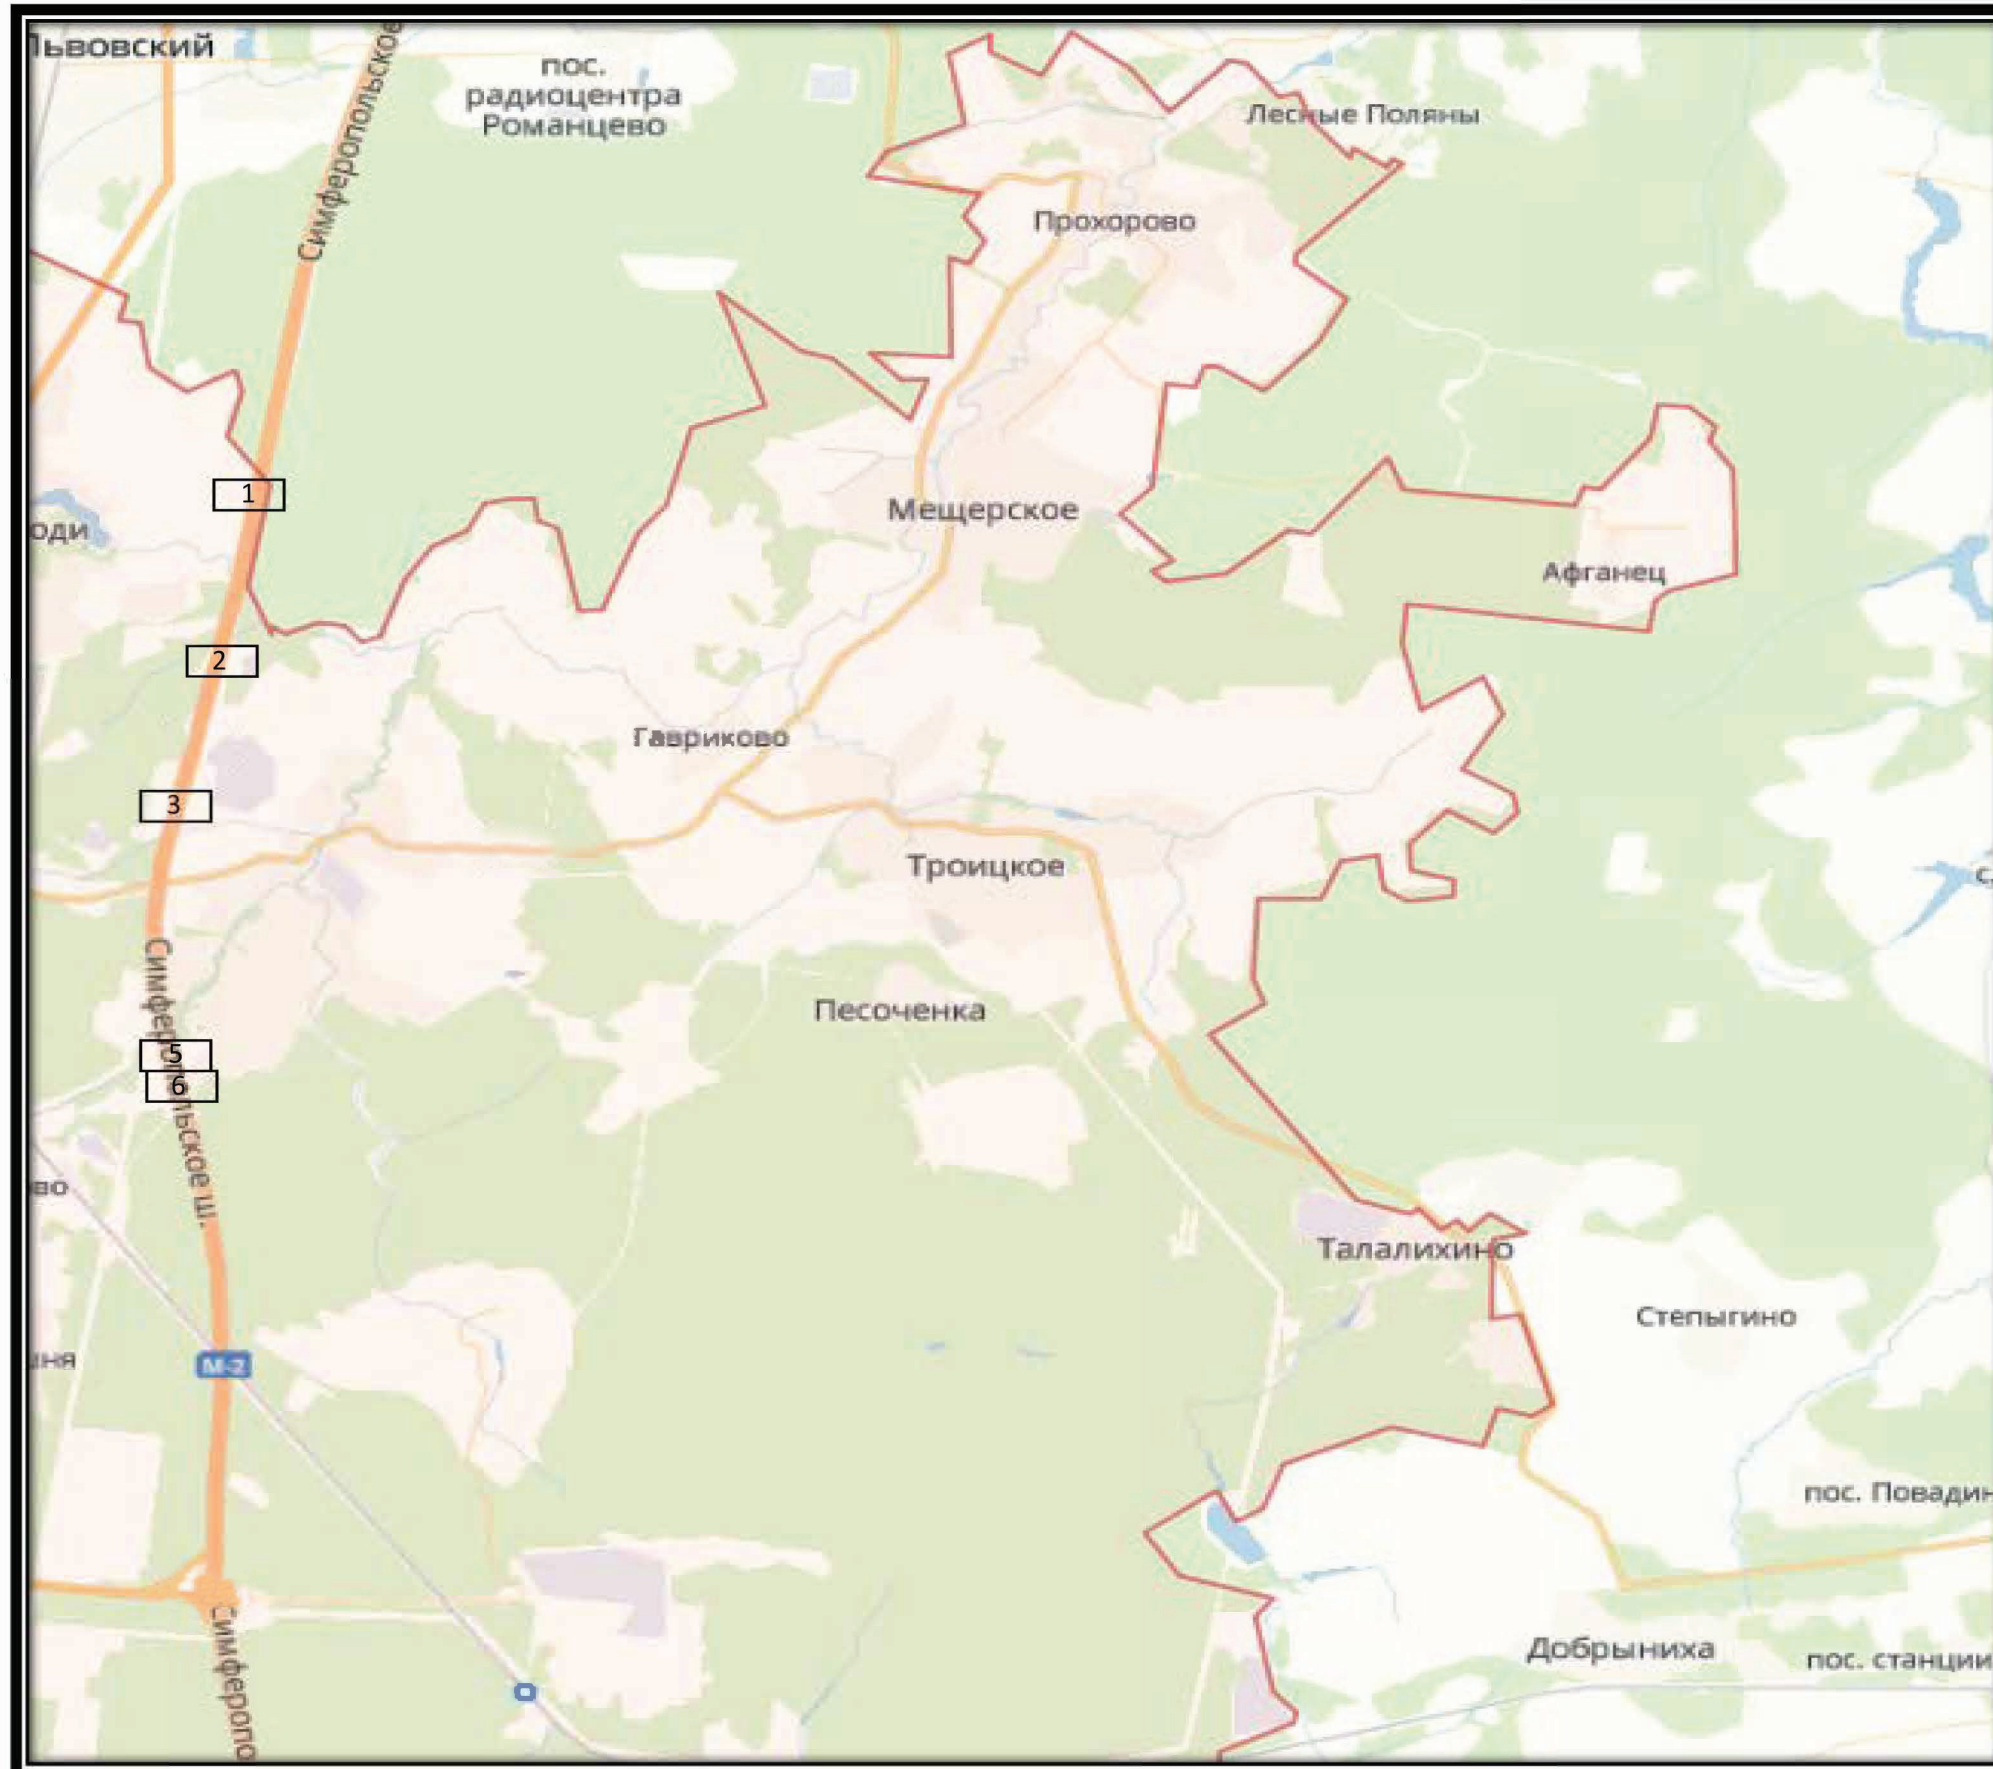 Львовский
пос.
радиоцентра
Романцево
Симферопольское
Лесные Поляны
Прохорово
1
Мещерское
оди
Афганец
2
Гавриково
3
Троицкое
с.
Симферопольское ш.
Песоченка
5
6
во
Талалихино
Степыгино
М-2
шня
пос. Повадин
Добрыниха
пос. станции
Симферопо